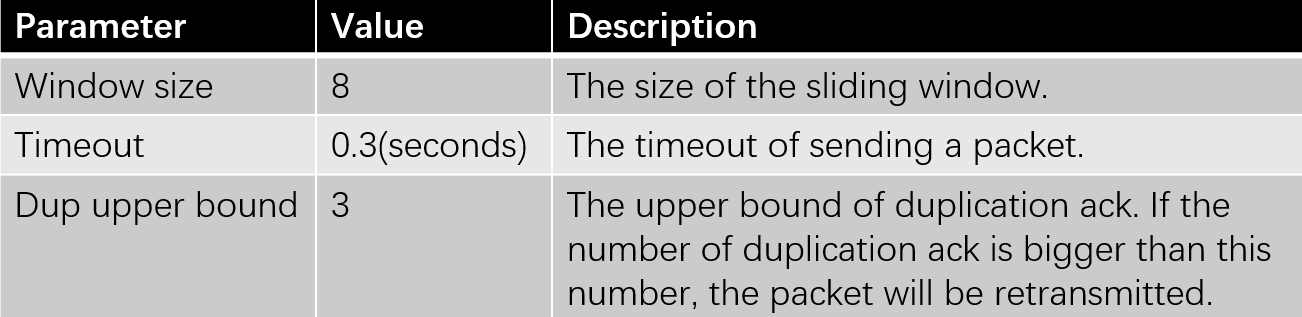 Parameter Value Description
Window size 8 The size of the sliding window.
Timeout 0.3(seconds) The timeout of sending a packet.
Dup upper bound 3 The upper bound of duplication ack. If the
number of duplication ack is bigger than this
number, the packet will be retransmitted.